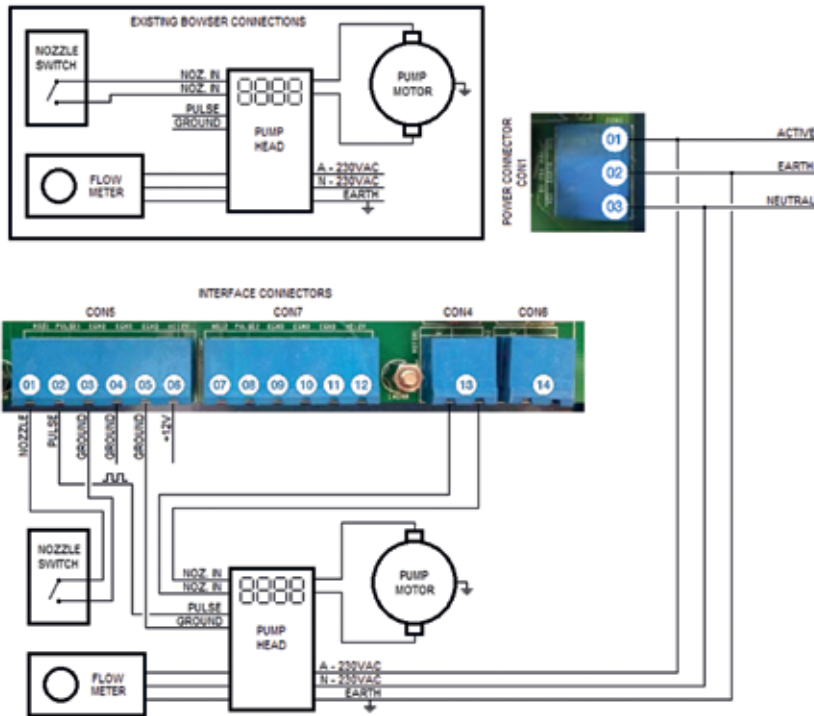 EXISTING BOWSER CONNECTIONS
NOZZLE
SWITCH
NOZ. IN
NOZ. IN
PULSE
GROUND
PUMP
HEAD
PUMP
MOTOR
FLOW
METER
A - 230VAC
N - 230VAC
EARTH
POWER CONNECTOR
CON1
01
02
03
ACTIVE
EARTH
NEUTRAL
INTERFACE CONNECTORS
CON5
CON7
CON4
CON6
01
02
03
04
05
06
07
08
09
10
11
12
13
14
NOZZLE
PULSE
GROUND
GROUND
GROUND
+12V
NOZZLE
SWITCH
NOZ. IN
NOZ. IN
PULSE
GROUND
PUMP
HEAD
PUMP
MOTOR
FLOW
METER
A - 230VAC
N - 230VAC
EARTH